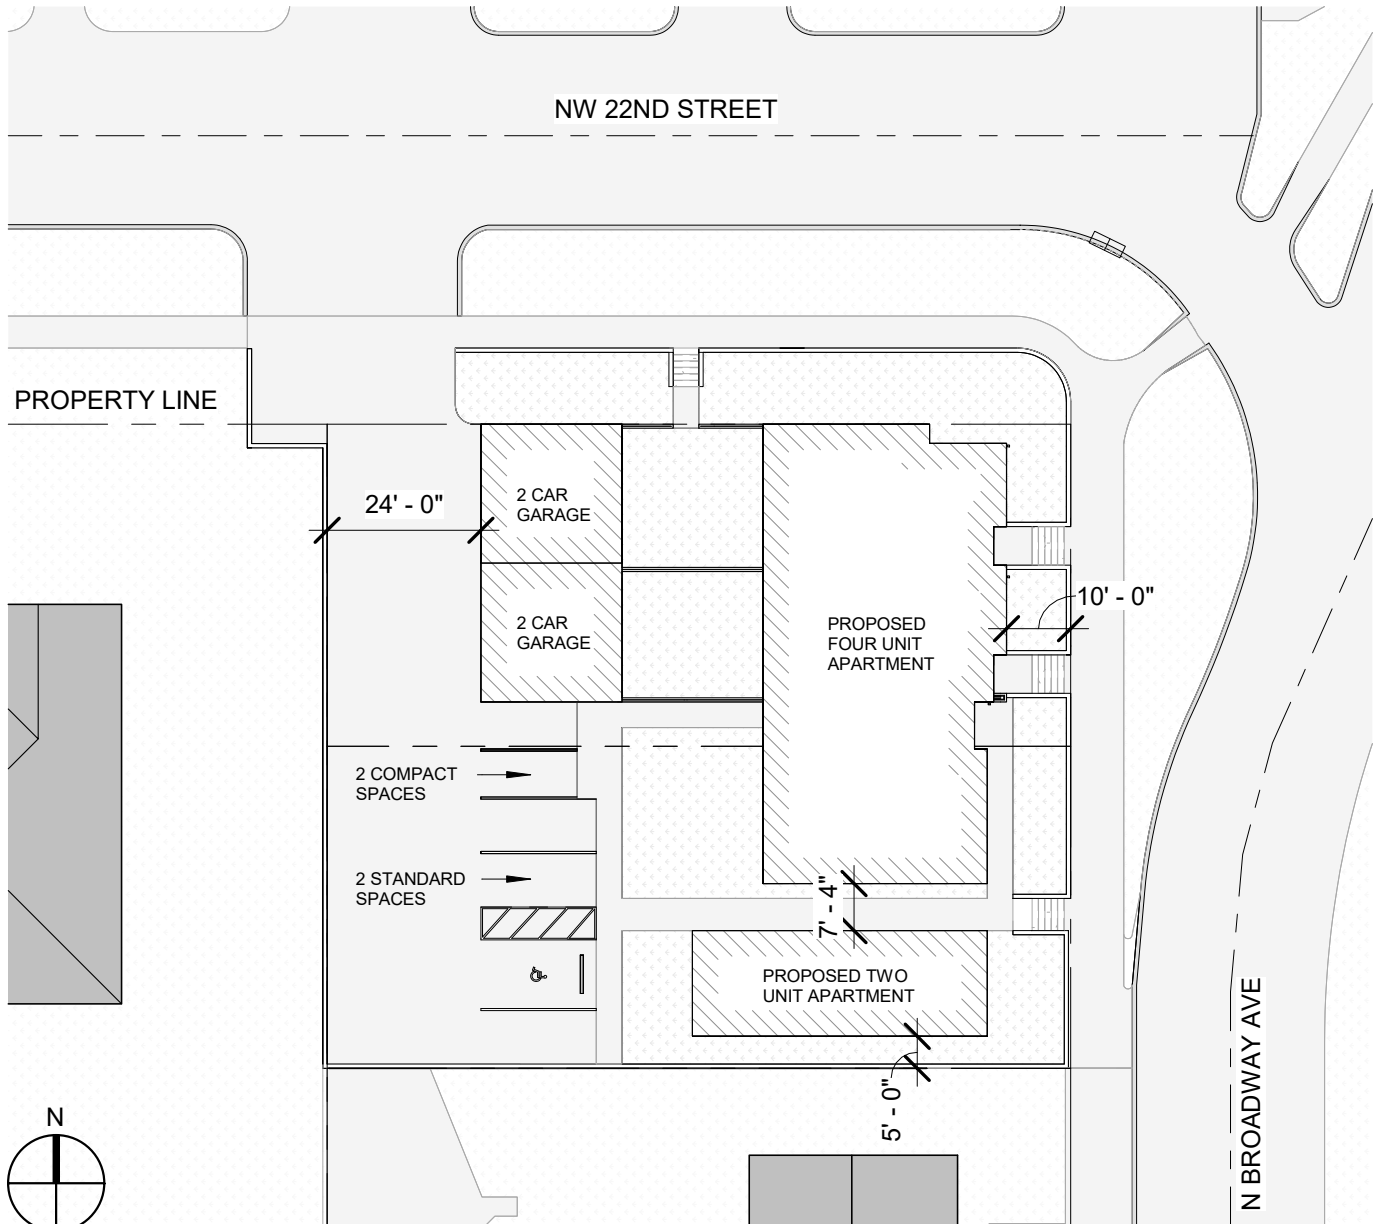 NW 22ND STREET
PROPERTY LINE
24' - 0"
2 CAR
GARAGE
2 CAR
GARAGE
PROPOSED
FOUR UNIT
APARTMENT
10' - 0"
2 COMPACT
SPACES
2 STANDARD
SPACES
7' - 4"
PROPOSED TWO
UNIT APARTMENT
5' - 0"
N BROADWAY AVE
N